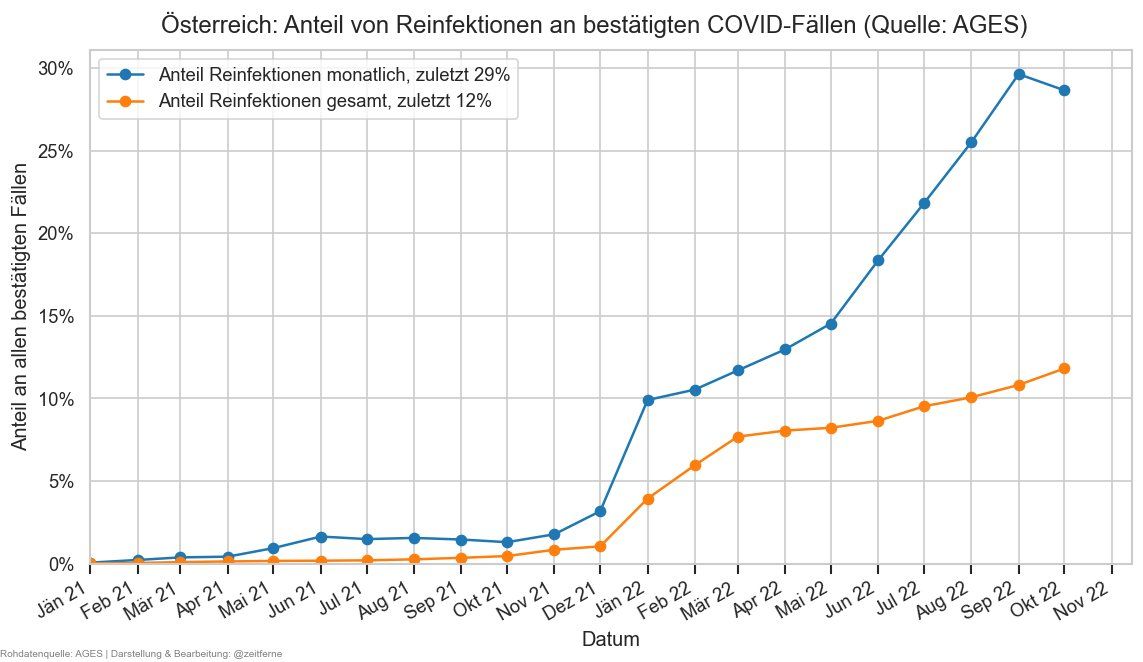 Österreich: Anteil von Reinfektionen an bestätigten COVID-Fällen (Quelle: AGES)
Anteil Reinfektionen monatlich, zuletzt 29%
Anteil Reinfektionen gesamt, zuletzt 12%
Anteil an allen bestätigten Fällen
30%
25%
20%
15%
10%
5%
0%
Jän 21
Feb 21
Mär 21
Apr 21
Mai 21
Jun 21
Jul 21
Aug 21
Sep 21
Okt 21
Nov 21
Dez 21
Jän 22
Feb 22
Mär 22
Apr 22
Mai 22
Jun 22
Jul 22
Aug 22
Sep 22
Okt 22
Nov 22
Datum
Rohdatenquelle: AGES | Darstellung & Bearbeitung: @zeitferne